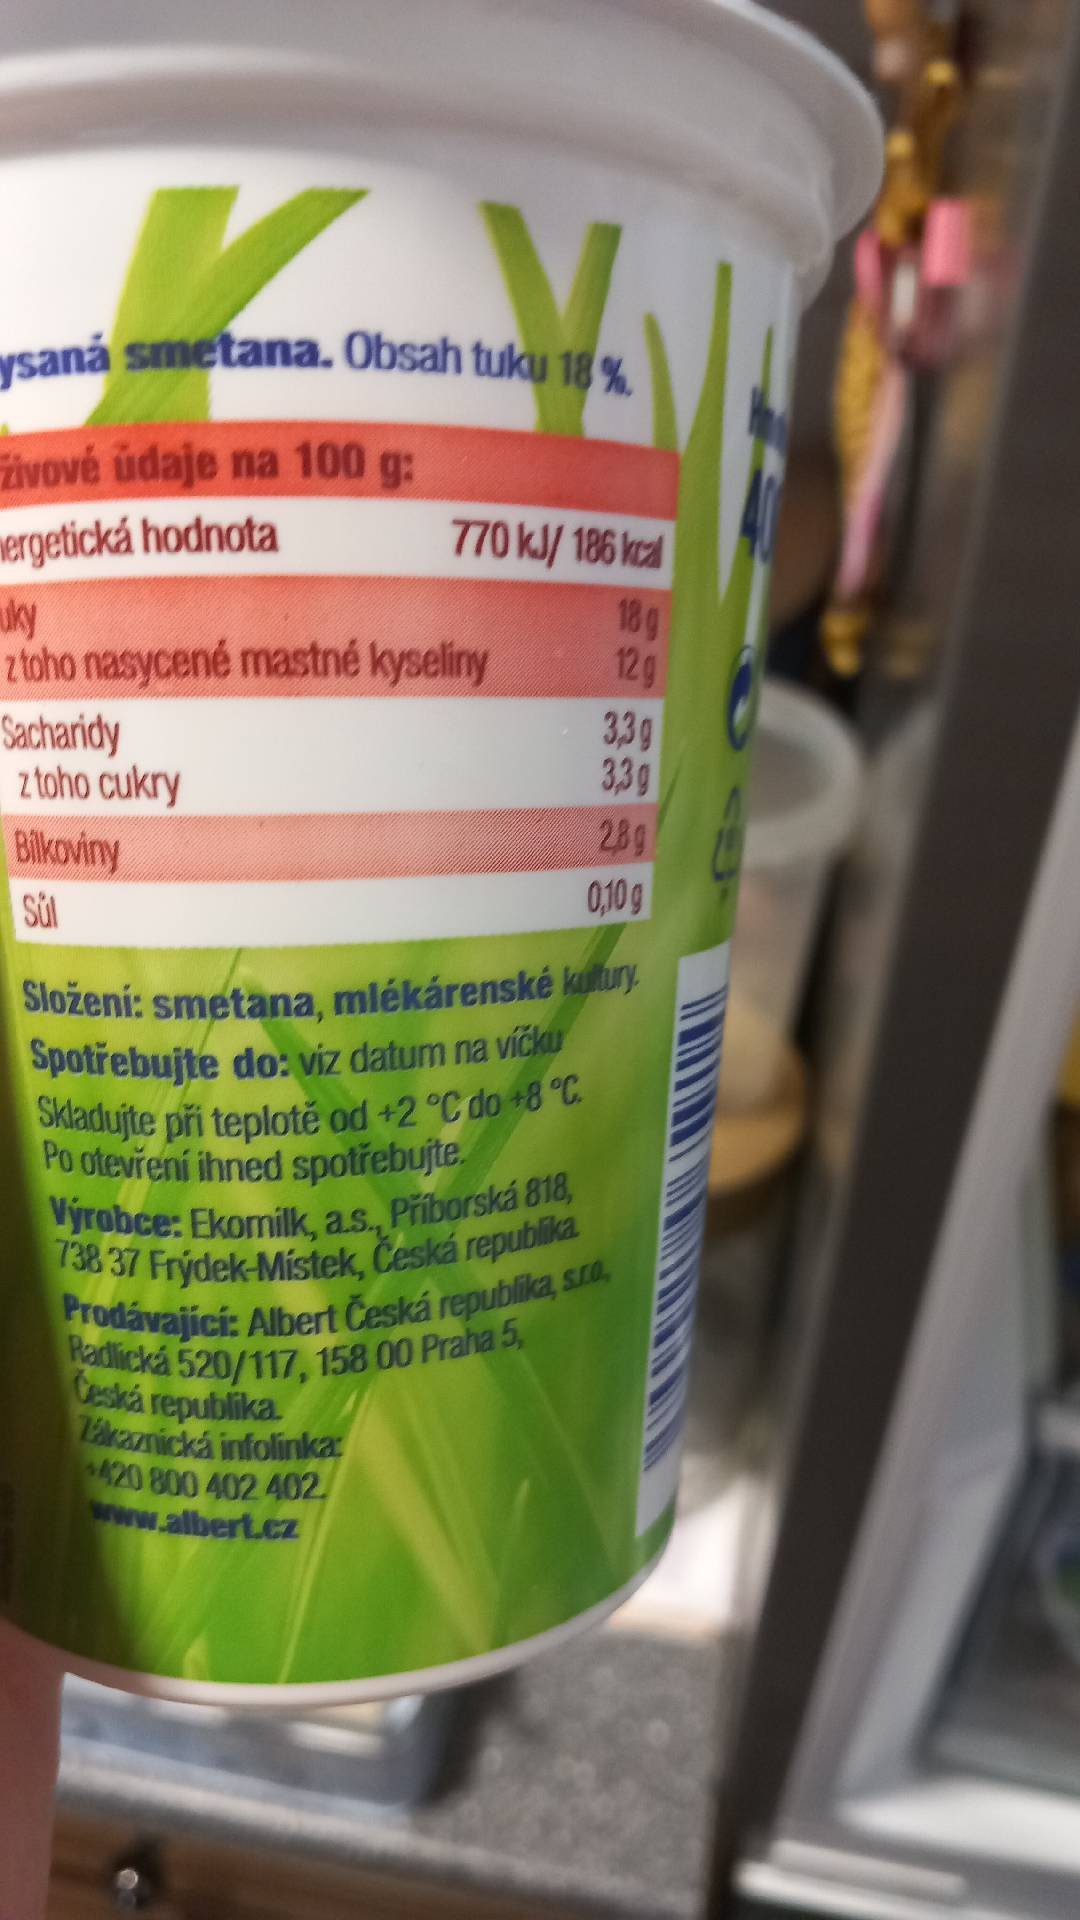 ysaná smetana. Obsah tuku 18 %.
živové údaje na 100 g:
nergetická hodnota 770 kJ/ 186 kcal
uky 18 g
z toho nasycené mastné kyseliny 12 g
Sacharidy 3,3 g
z toho cukry 3,3 g
Bílkoviny 2,8 g
Sůl 0,10 g
Složení: smetana, mlékárenské kultury.
Spotřebujte do: viz datum na víčku
Skladujte při teplotě od +2 °C do +8 °C.
Po otevření ihned spotřebujte.
Výrobce: Ekomilk, a.s., Příborská 818,
738 37 Frýdek-Místek, Česká republika.
Prodávající: Albert Česká republika, s.r.o.,
Radlická 520/117, 158 00 Praha 5,
Česká republika.
Zákaznická infolinka:
+420 800 402 402.
www.albert.cz